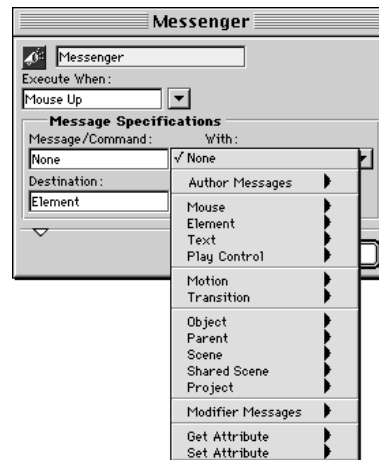 Messenger
Messenger
Execute When:
Mouse Up
Message Specifications
Message/Command: With:
None
✓ None
Destination:
Element
Author Messages
Mouse
Element
Text
Play Control
Motion
Transition
Object
Parent
Scene
Shared Scene
Project
Modifier Messages
Get Attribute
Set Attribute